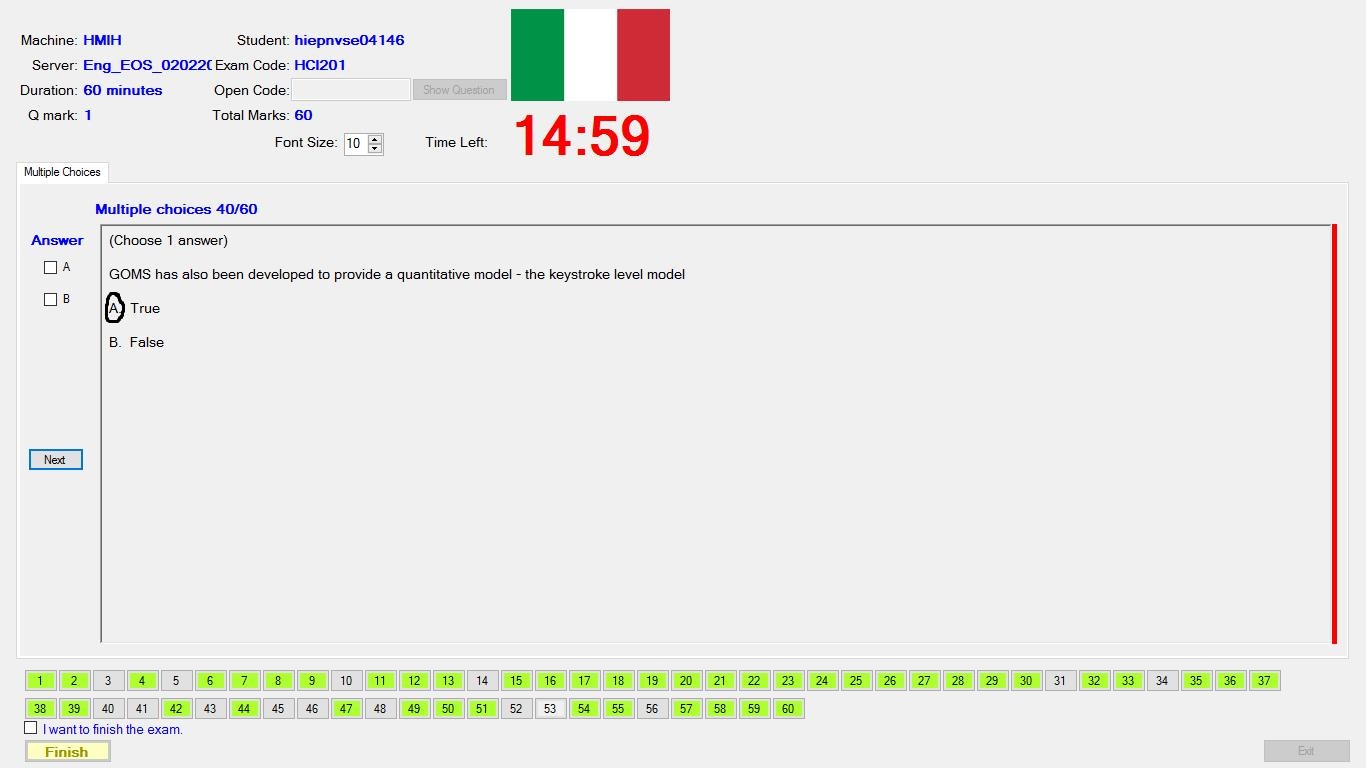 Machine: HMIH Student: hiepnvse04146
Server: Eng_EOS_02022 Exam Code: HCI201
Duration: 60 minutes Open Code: Show Question
Q mark: 1 Total Marks: 60
Font Size: 10 Time Left: 14:59
Multiple Choices
Multiple choices 40/60
Answer
(Choose 1 answer)
A
GOMS has also been developed to provide a quantitative model - the keystroke level model
B
A. True
B. False
Next
1 2 3 4 5 6 7 8 9 10 11 12 13 14 15 16 17 18 19 20 21 22 23 24 25 26 27 28 29 30 31 32 33 34 35 36 37
38 39 40 41 42 43 44 45 46 47 48 49 50 51 52 53 54 55 56 57 58 59 60
I want to finish the exam.
Finish Exit